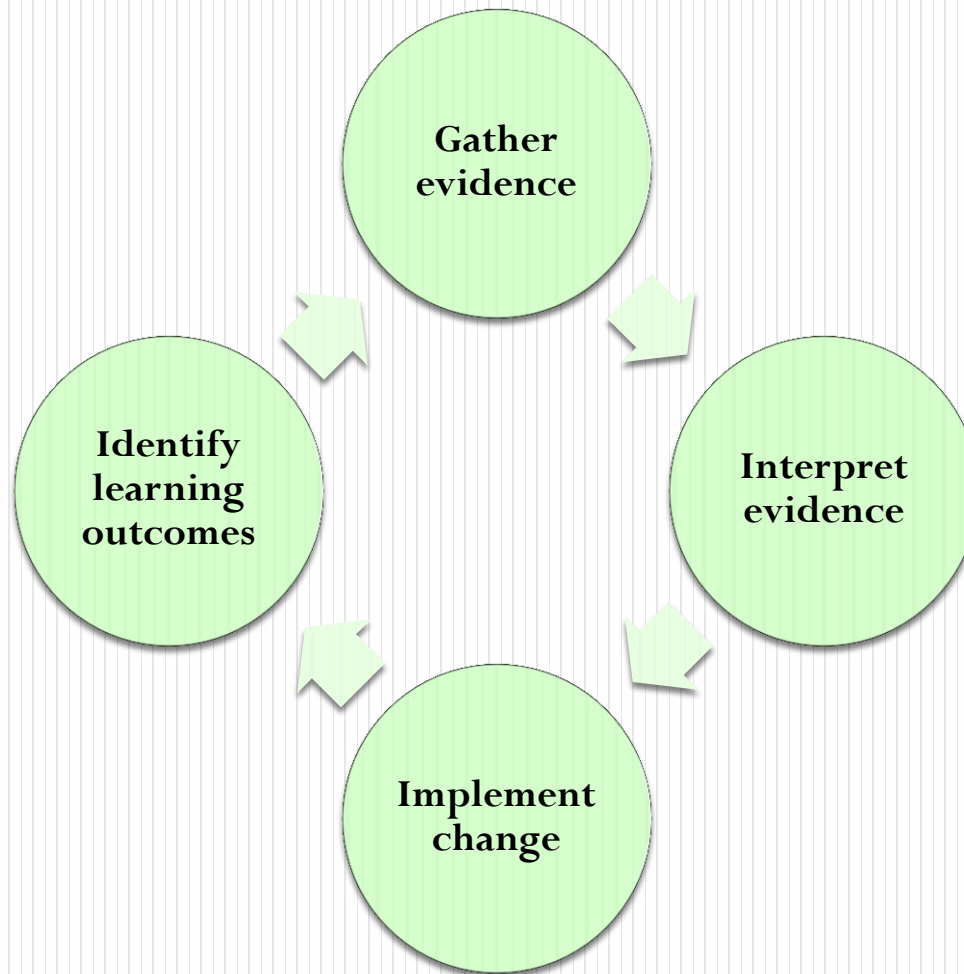 Gather
evidence
Identify
learning
outcomes
Interpret
evidence
Implement
change